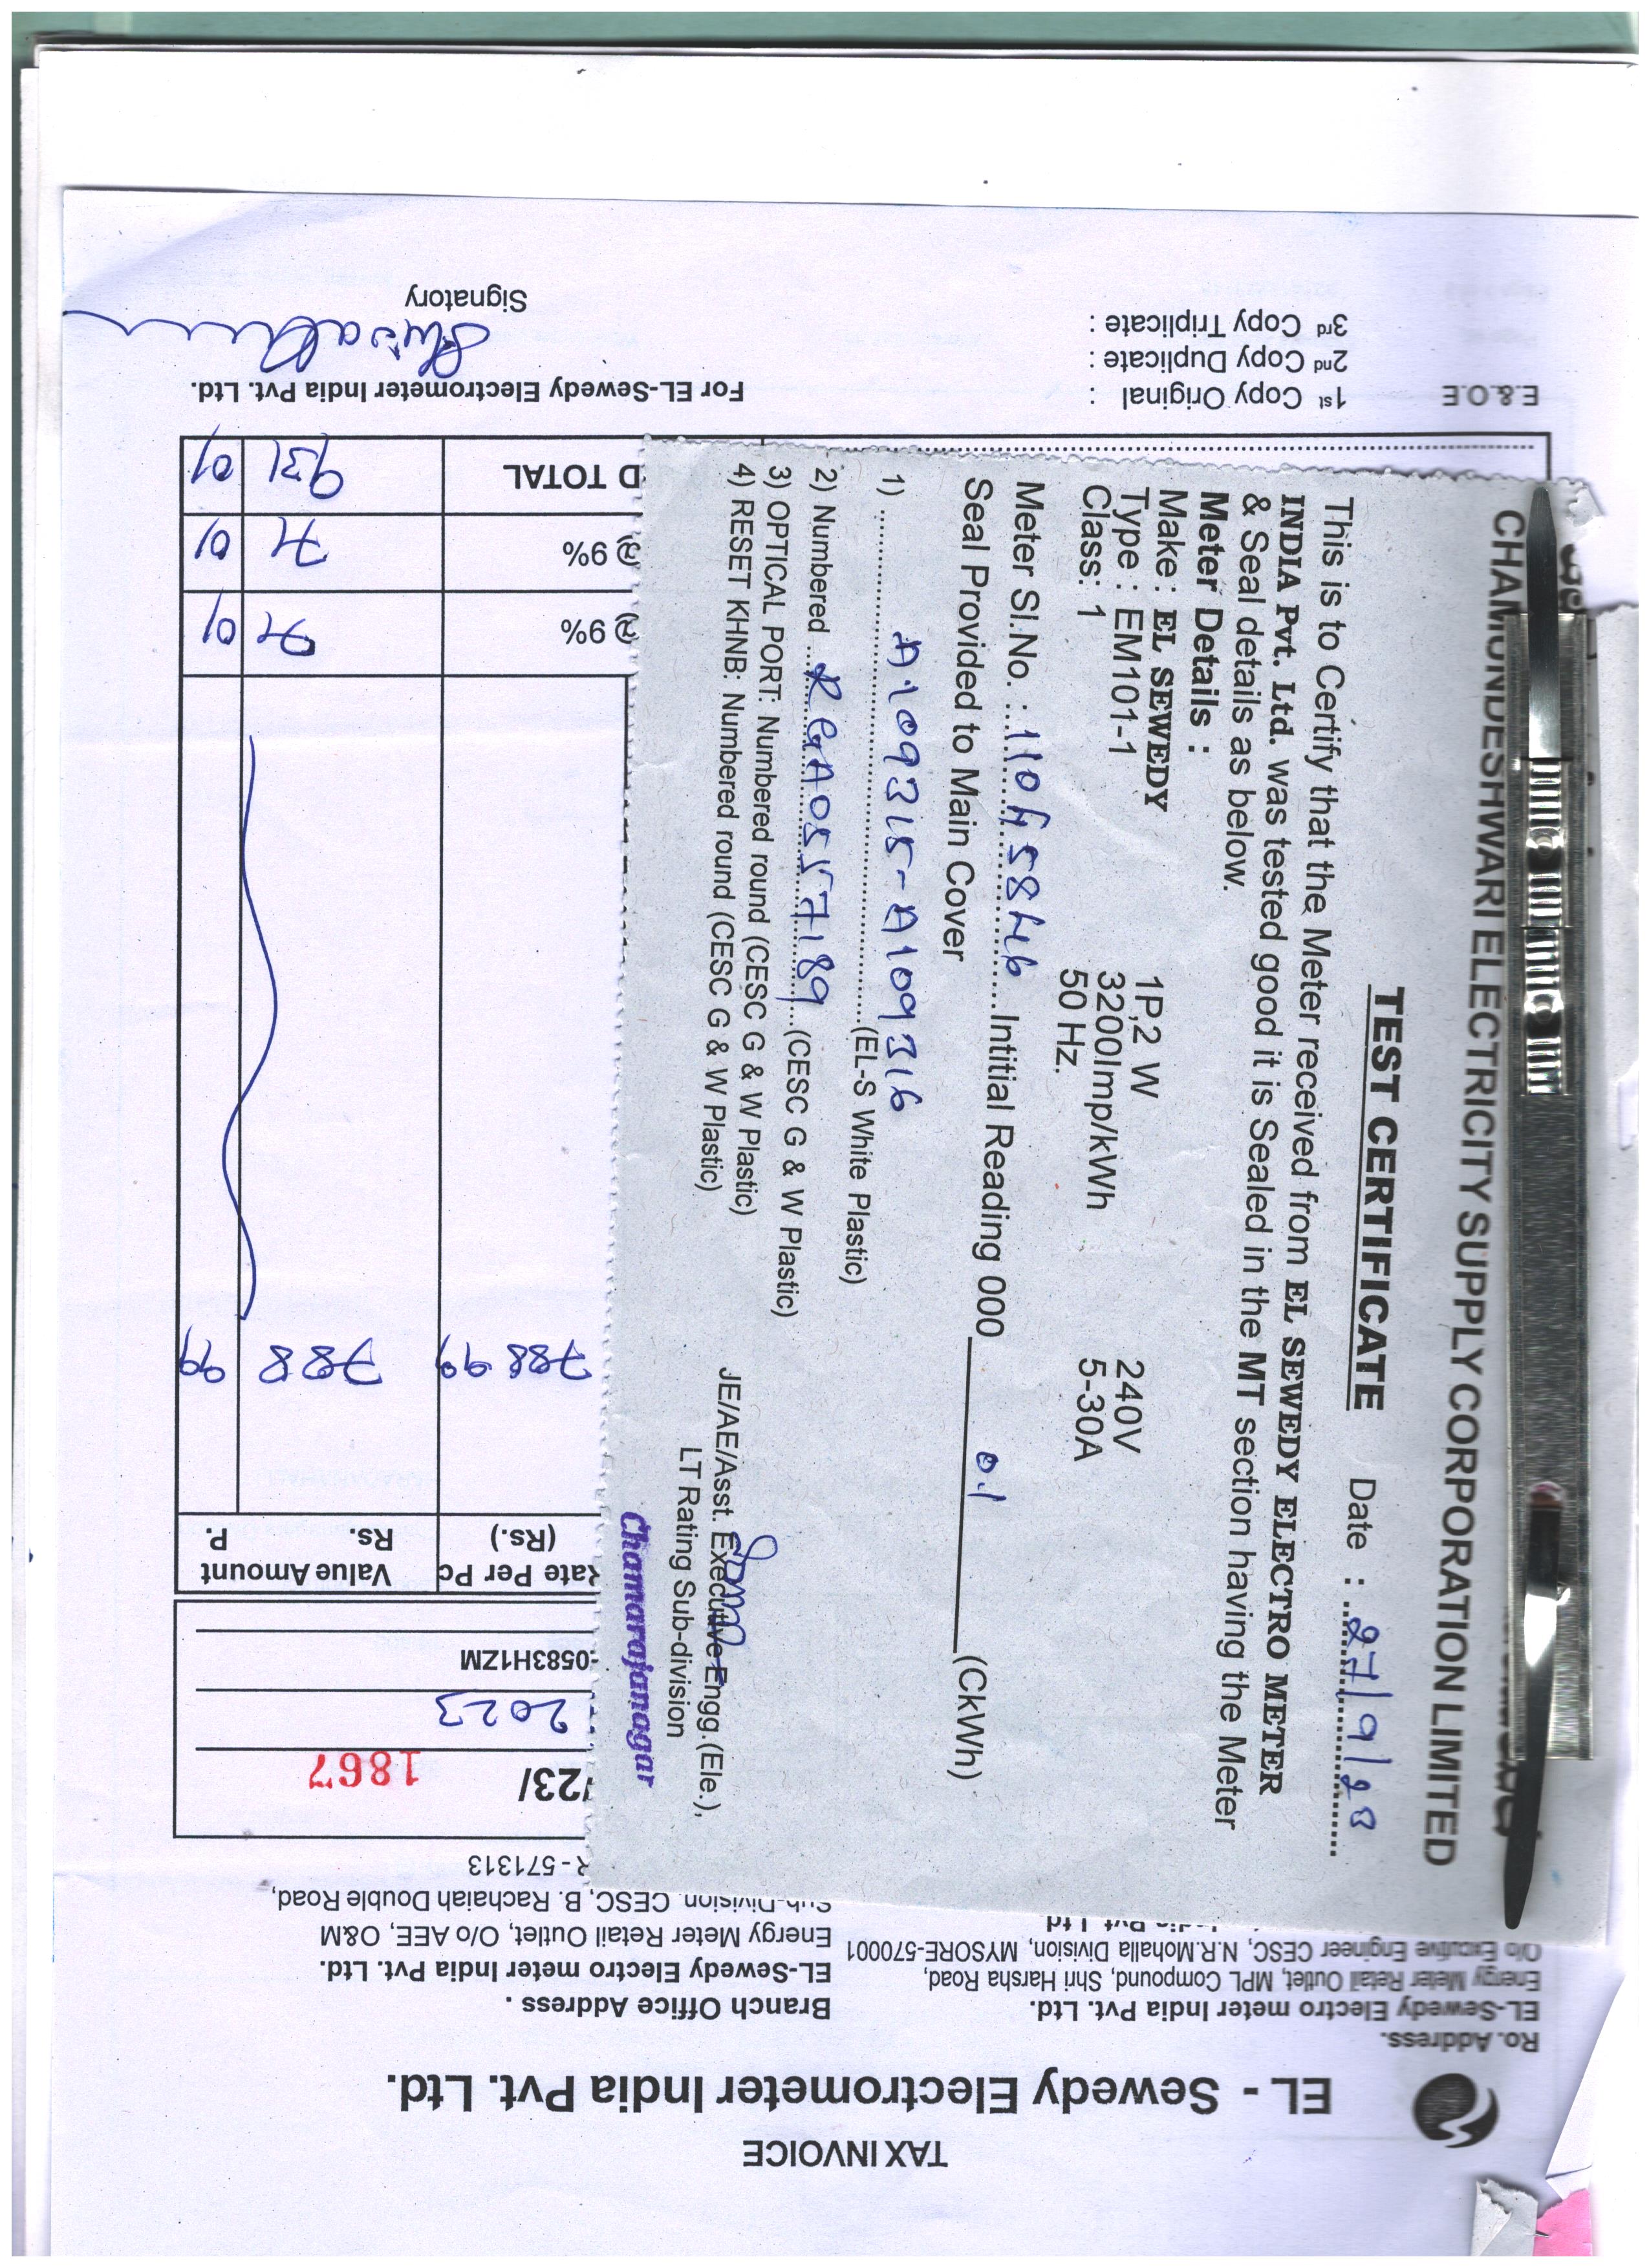 CHAMUNDESHWARI ELECTRICITY SUPPLY CORPORATION LIMITED
TEST CERTIFICATE
Date : 27/9/23
This is to Certify that the Meter received from EL SEWEDY ELECTRO METER
INDIA Pvt. Ltd. was tested good it is Sealed in the MT section having the Meter
& Seal details as below.
Meter Details :
Make : EL SEWEDY 1P,2 W 240V
Type : EM101-1 3200Imp/kWh 5-30A
Class: 1 50 Hz.
Meter Sl.No. : 11045846 Intitial Reading 000 0.1 (CkWh)
Seal Provided to Main Cover
1) A1109315-A1109316 (EL-S White Plastic)
2) Numbered RGA0557189 (CESC G & W Plastic)
3) OPTICAL PORT: Numbered round (CESC G & W Plastic)
4) RESET KHNB: Numbered round (CESC G & W Plastic)
JE/AE/Asst. Executive Engg.(Ele.),
LT Rating Sub-division
Chamarajanagar
TAX INVOICE
EL - Sewedy Electrometer India Pvt. Ltd.
Ro. Address.
EL-Sewedy Electro meter India Pvt. Ltd.
Energy Meter Retail Outlet, MPL Compound, Shri Harsha Road,
O/o Excutive Engineer CESC, N.R.Mohalla Division, MYSORE-570001
Branch Office Address .
EL-Sewedy Electro meter India Pvt. Ltd.
Energy Meter Retail Outlet, O/o AEE, O&M
Sub-Division. CESC, B. Rachaiah Double Road,
R - 571313
/23/ 1867
2023
0583H1ZM
Rate Per Pc (Rs.) Value Amount
Rs. P.
788 99 788 99
@ 9% 71 01
@ 9% 71 01
D TOTAL 931 01
E.& O.E
1st Copy Original :
2nd Copy Duplicate :
3rd Copy Triplicate :
For EL-Sewedy Electrometer India Pvt. Ltd.
Signatory